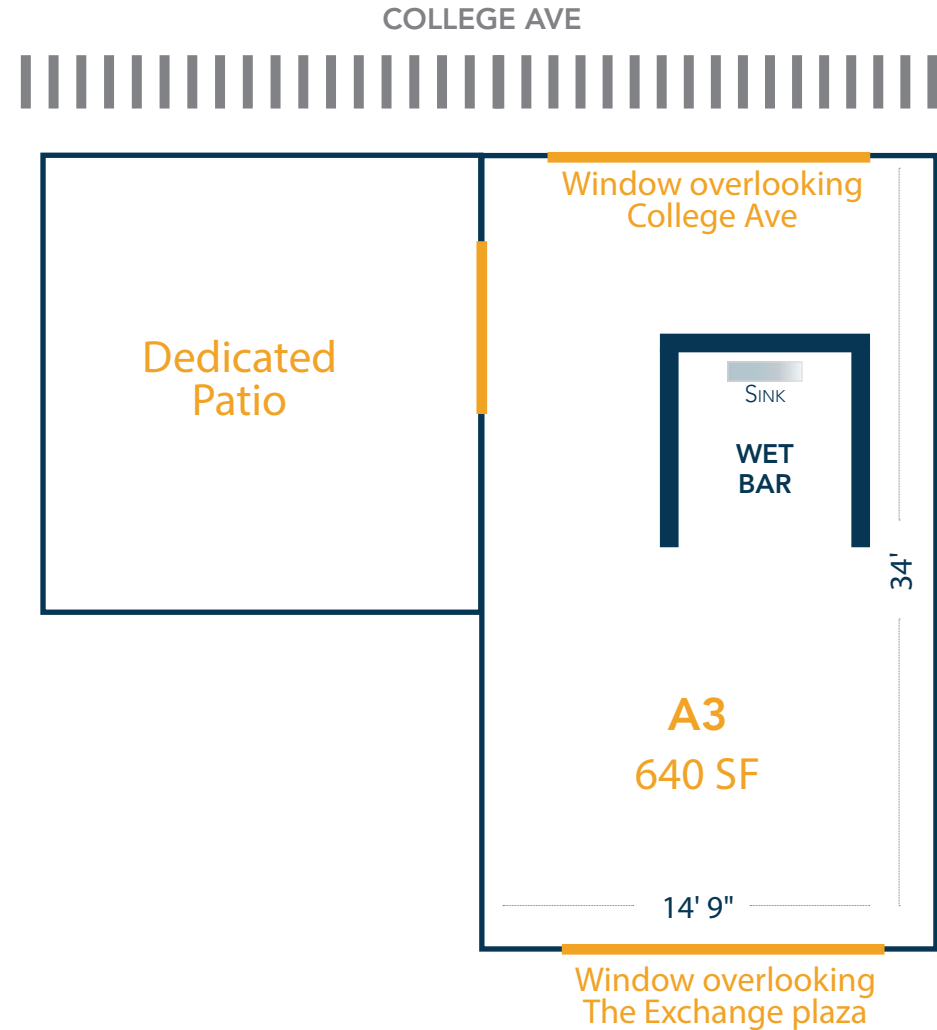 COLLEGE AVE
Window overlooking
College Ave
Dedicated
Patio
SINK
WET
BAR
34'
A3
640 SF
14' 9"
Window overlooking
The Exchange plaza